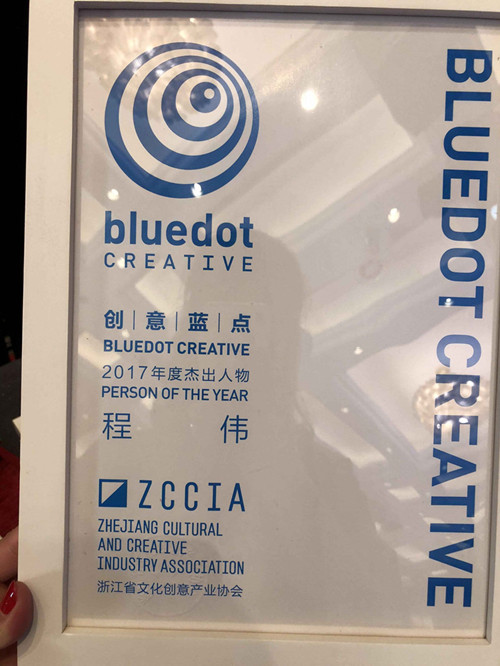 bluedot
CREATIVE
创|意|蓝|点
BLUEDOT CREATIVE
2017年度杰出人物
PERSON OF THE YEAR
程 伟
ZCCIA
ZHEJIANG CULTURAL
AND CREATIVE
INDUSTRY ASSOCIATION
浙江省文化创意产业协会
BLUEDOT CREATIVE